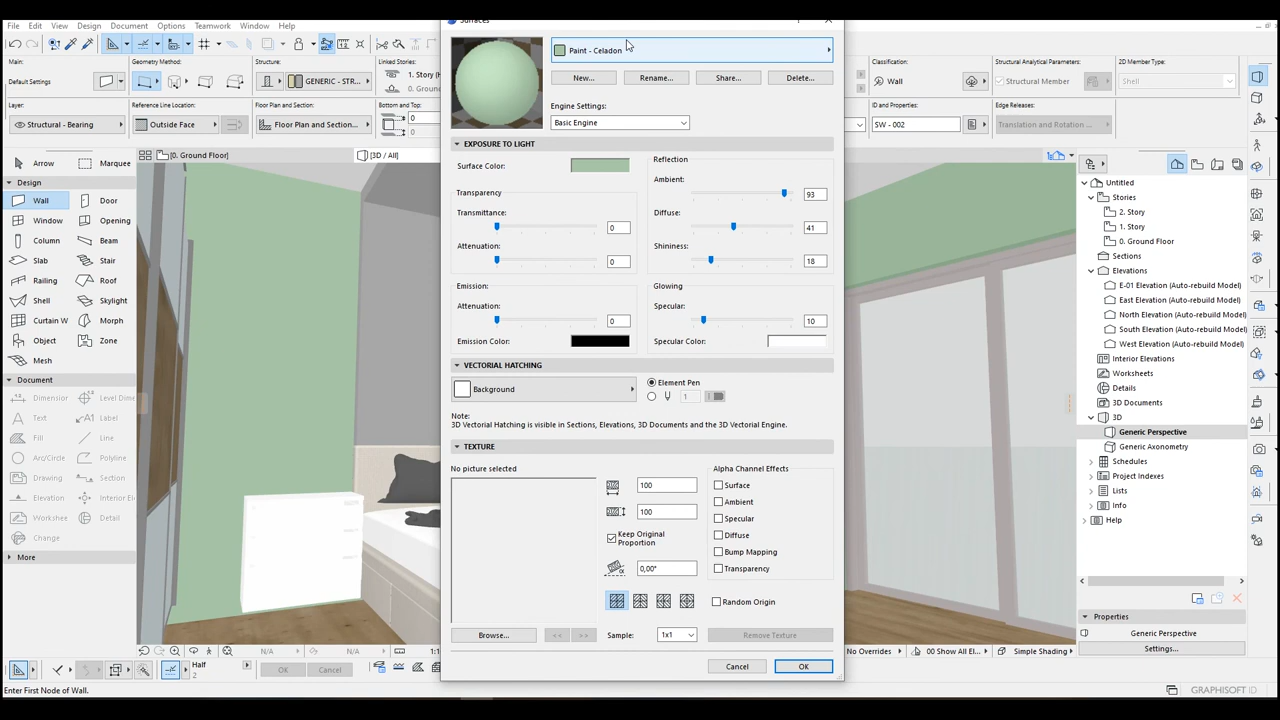 Surfaces
File Edit View Design Document Options Teamwork Window
Main:
Default Settings
Geometry Method:
Structure:
GENERIC - STR...
Linked Stories:
1. Story (H
0. Ground
Layer:
Structural - Bearing
Reference Line Location:
Outside Face
Floor Plan and Section:
Floor Plan and Section...
Bottom and Top:
0
Classification:
Wall
Structural Analytical Parameters:
Structural Member
2D Member Type:
Shell
ID and Properties:
SW - 002
Edge Releases:
Translation and Rotation ...
[0. Ground Floor]
[3D / All]
Arrow Marquee
Design
Wall Door
Window Opening
Column Beam
Slab Stair
Railing Roof
Shell Skylight
Curtain W Morph
Object Zone
Mesh
Document
Dimension Level Dime
Text Label
Fill Line
Arc/Circle Polyline
Drawing Section
Elevation Interior El
Workshee Detail
Change
More
Paint - Celadon
New... Rename... Share... Delete...
Engine Settings:
Basic Engine
EXPOSURE TO LIGHT
Surface Color:
Reflection
Ambient:
93
Transparency
Transmittance:
0
Diffuse:
41
Attenuation:
0
Shininess:
18
Emission:
Attenuation:
0
Glowing
Specular:
10
Emission Color:
Specular Color:
VECTORIAL HATCHING
Background
Element Pen
1
Note:
3D Vectorial Hatching is visible in Sections, Elevations, 3D Documents and the 3D Vectorial Engine.
TEXTURE
No picture selected
100
100
Keep Original
Proportion
0,00°
Alpha Channel Effects
Surface
Ambient
Specular
Diffuse
Bump Mapping
Transparency
Random Origin
Browse...
<< >>
Sample:
1x1
Remove Texture
Cancel OK
Untitled
Stories
2. Story
1. Story
0. Ground Floor
Sections
Elevations
E-01 Elevation (Auto-rebuild Model)
East Elevation (Auto-rebuild Model)
North Elevation (Auto-rebuild Model)
South Elevation (Auto-rebuild Model)
West Elevation (Auto-rebuild Model)
Interior Elevations
Worksheets
Details
3D Documents
3D
Generic Perspective
Generic Axonometry
Schedules
Project Indexes
Lists
Info
Help
Properties
Generic Perspective
Settings...
N/A N/A
No Overrides
00 Show All El...
Simple Shading
Half
2
OK Cancel
Enter First Node of Wall.
GRAPHISOFT ID